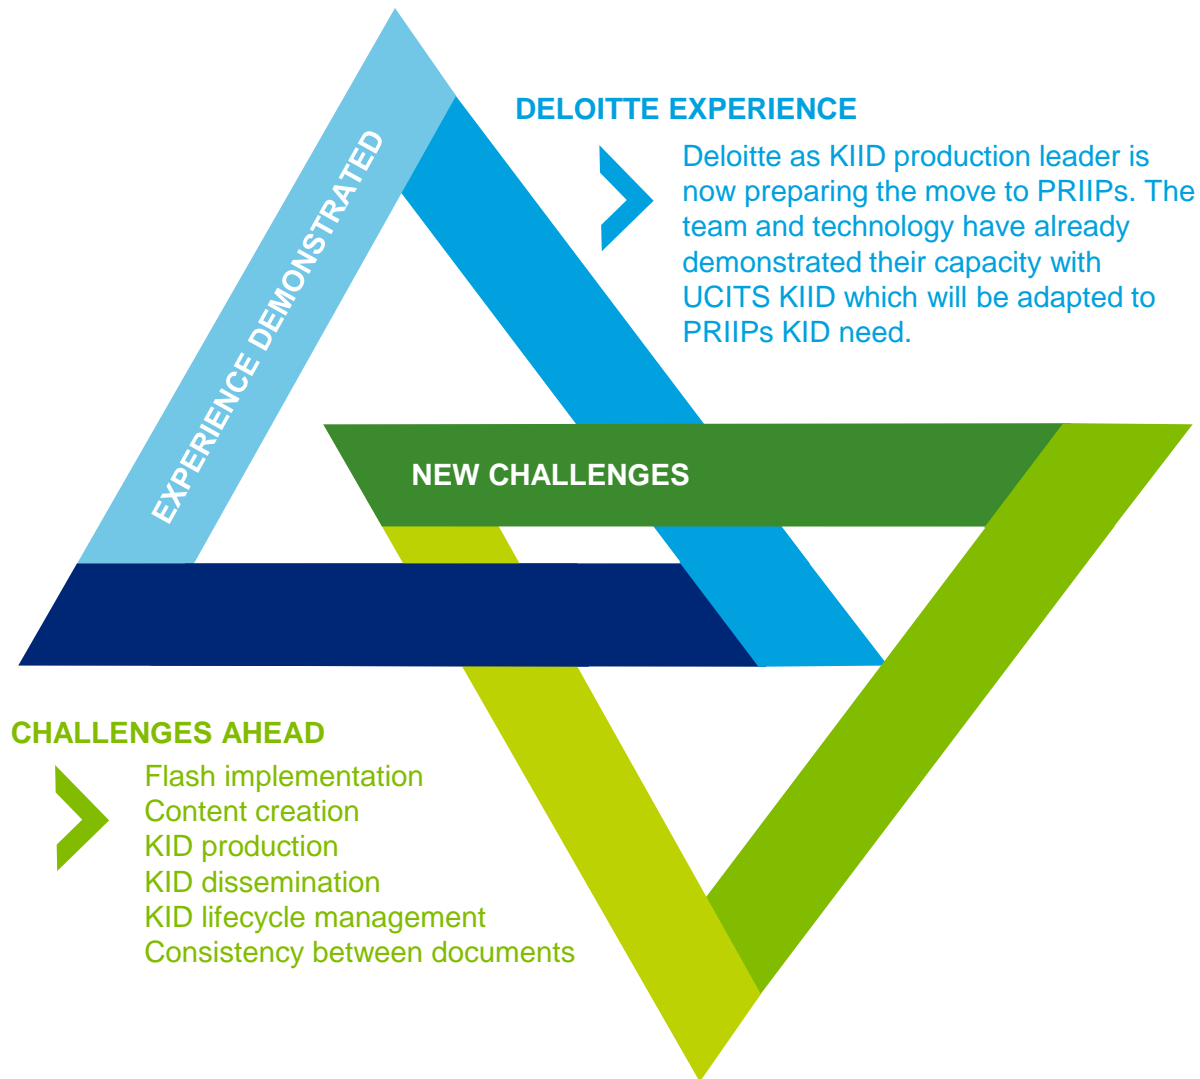 DELOITTE EXPERIENCE
Deloitte as KIID production leader is
now preparing the move to PRIIPs. The
team and technology have already
demonstrated their capacity with
UCITS KIID which will be adapted to
PRIIPs KID need.
EXPERIENCE DEMONSTRATED
NEW CHALLENGES
CHALLENGES AHEAD
Flash implementation
Content creation
KID production
KID dissemination
KID lifecycle management
Consistency between documents